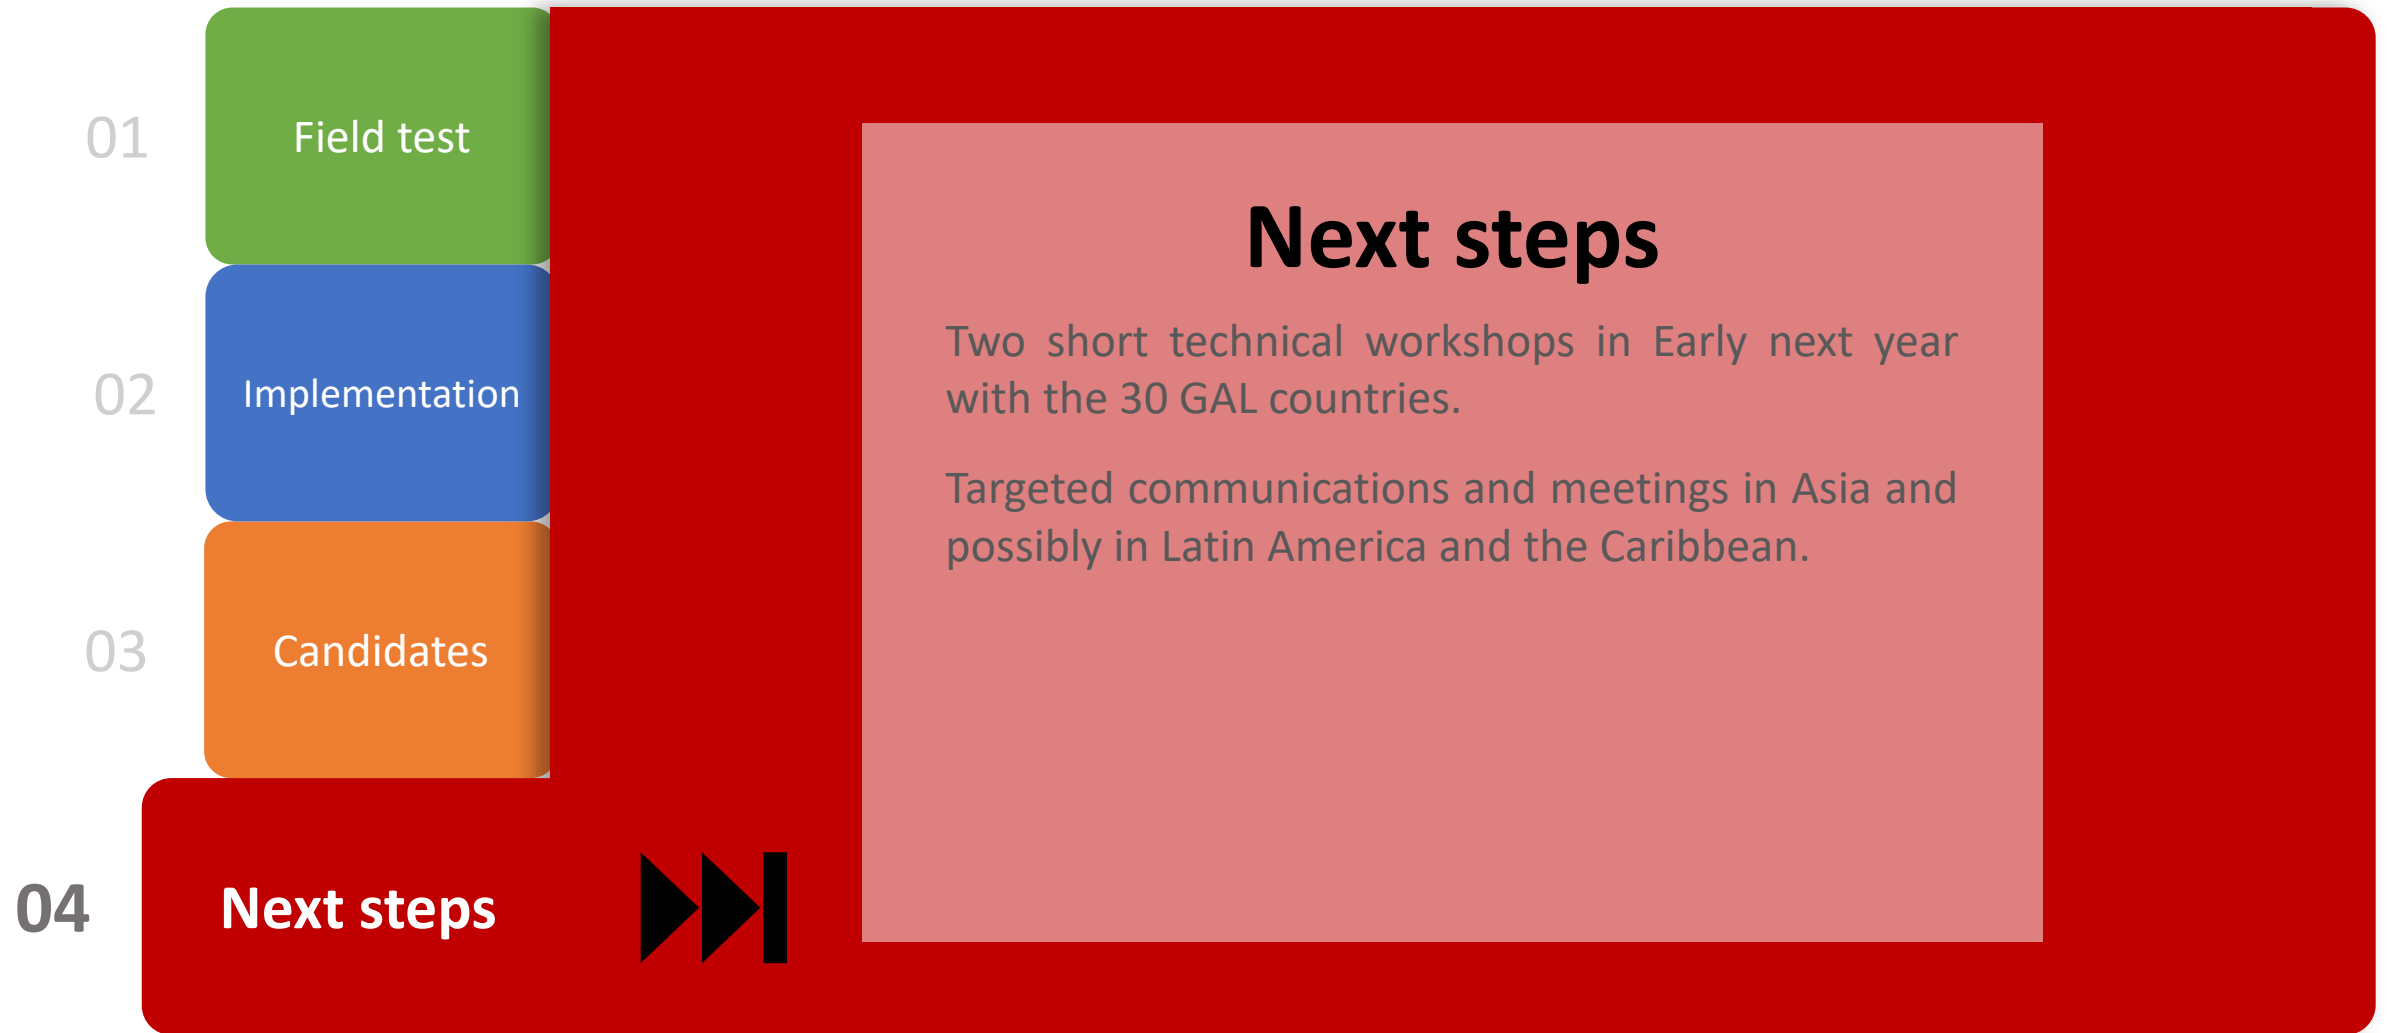 01
Field test
02
Implementation
03
Candidates
04
Next steps
Next steps
Two short technical workshops in Early next year
with the 30 GAL countries.
Targeted communications and meetings in Asia and
possibly in Latin America and the Caribbean.